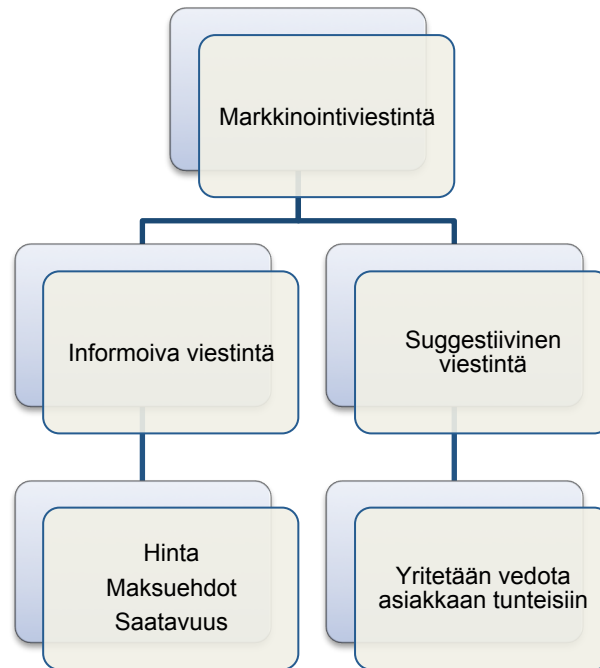 Markkinointiviestintä
Informoiva viestintä
Suggestiivinen
viestintä
Hinta
Maksuehdot
Saatavuus
Yritetään vedota
asiakkaan tunteisiin